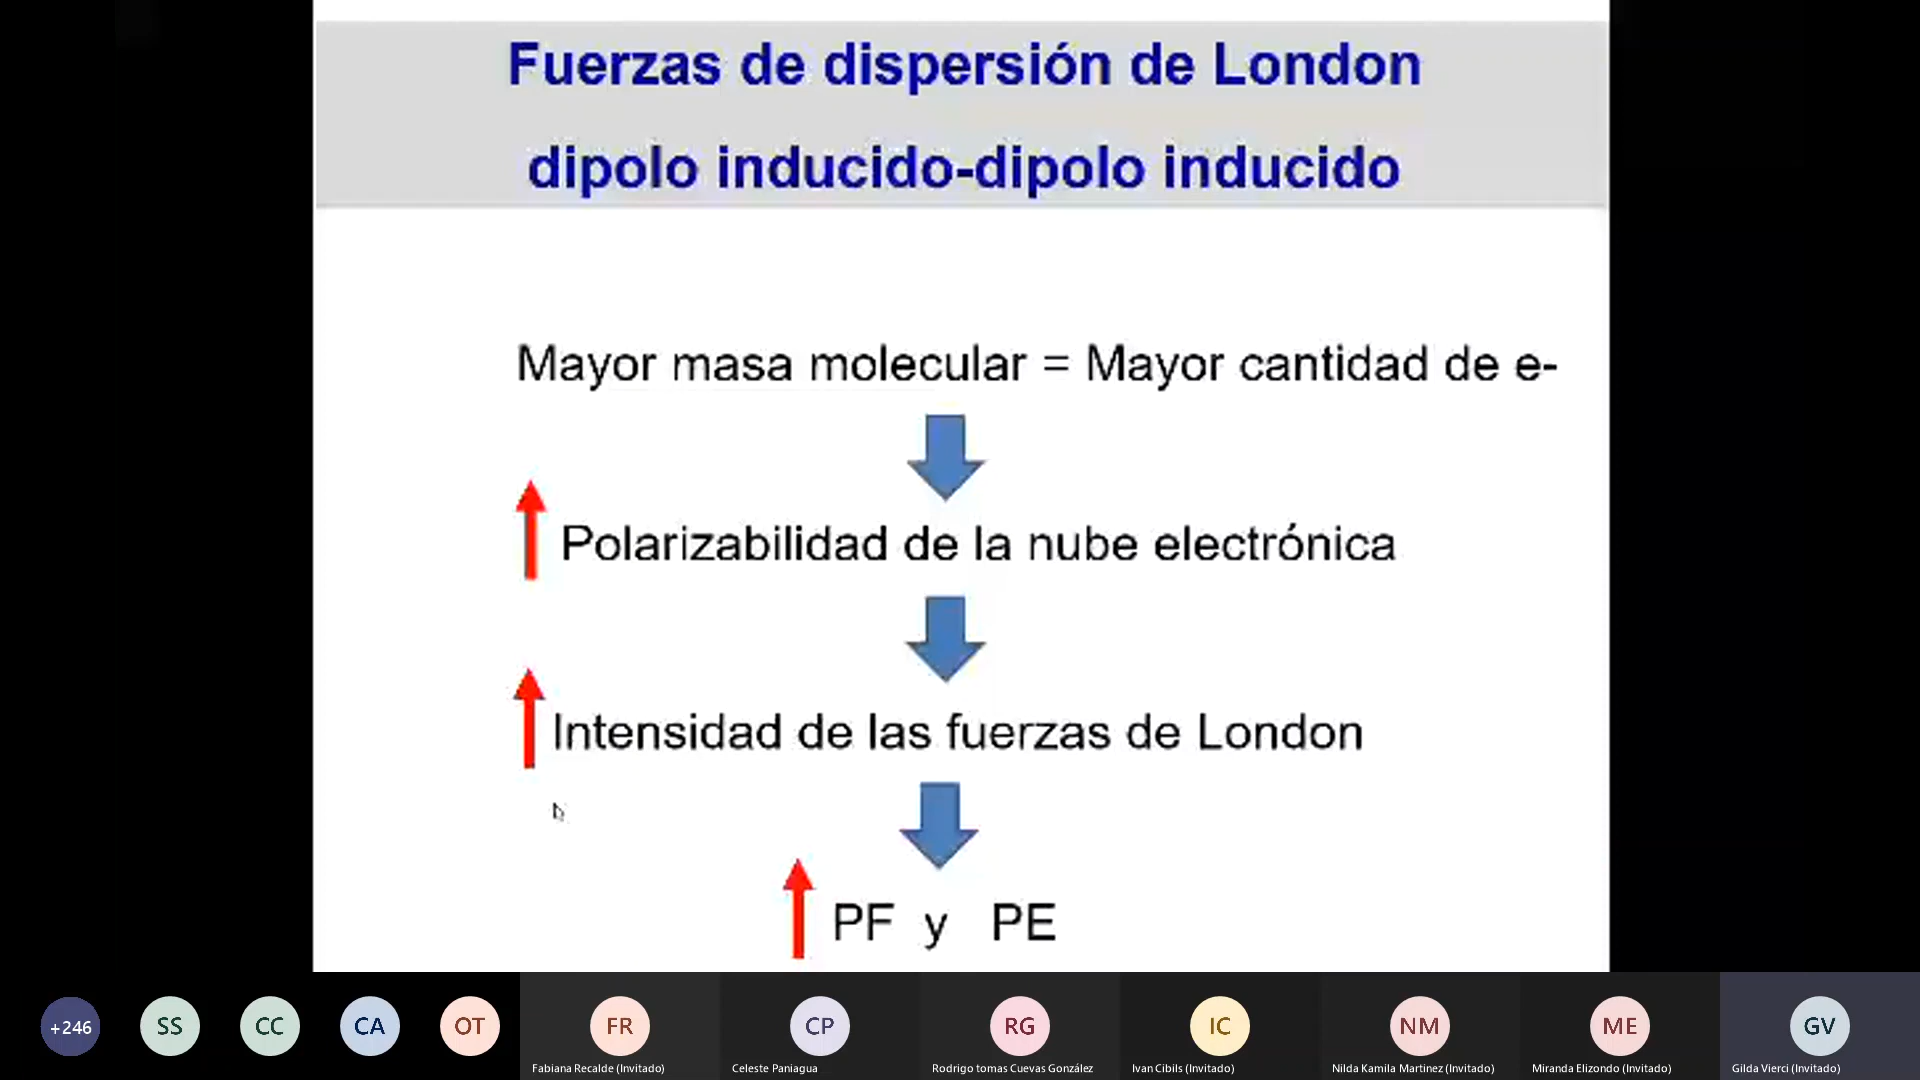 Fuerzas de dispersión de London
dipolo inducido-dipolo inducido
Mayor masa molecular = Mayor cantidad de e-
Polarizabilidad de la nube electrónica
Intensidad de las fuerzas de London
PF y PE
+246
SS
CC
CA
OT
FR
CP
RG
IC
NM
ME
GV
Fabiana Recalde (Invitado)
Celeste Paniagua
Rodrigo tomas Cuevas González
Ivan Cibils (Invitado)
Nilda Kamila Martinez (Invitado)
Miranda Elizondo (Invitado)
Gilda Vierci (Invitado)